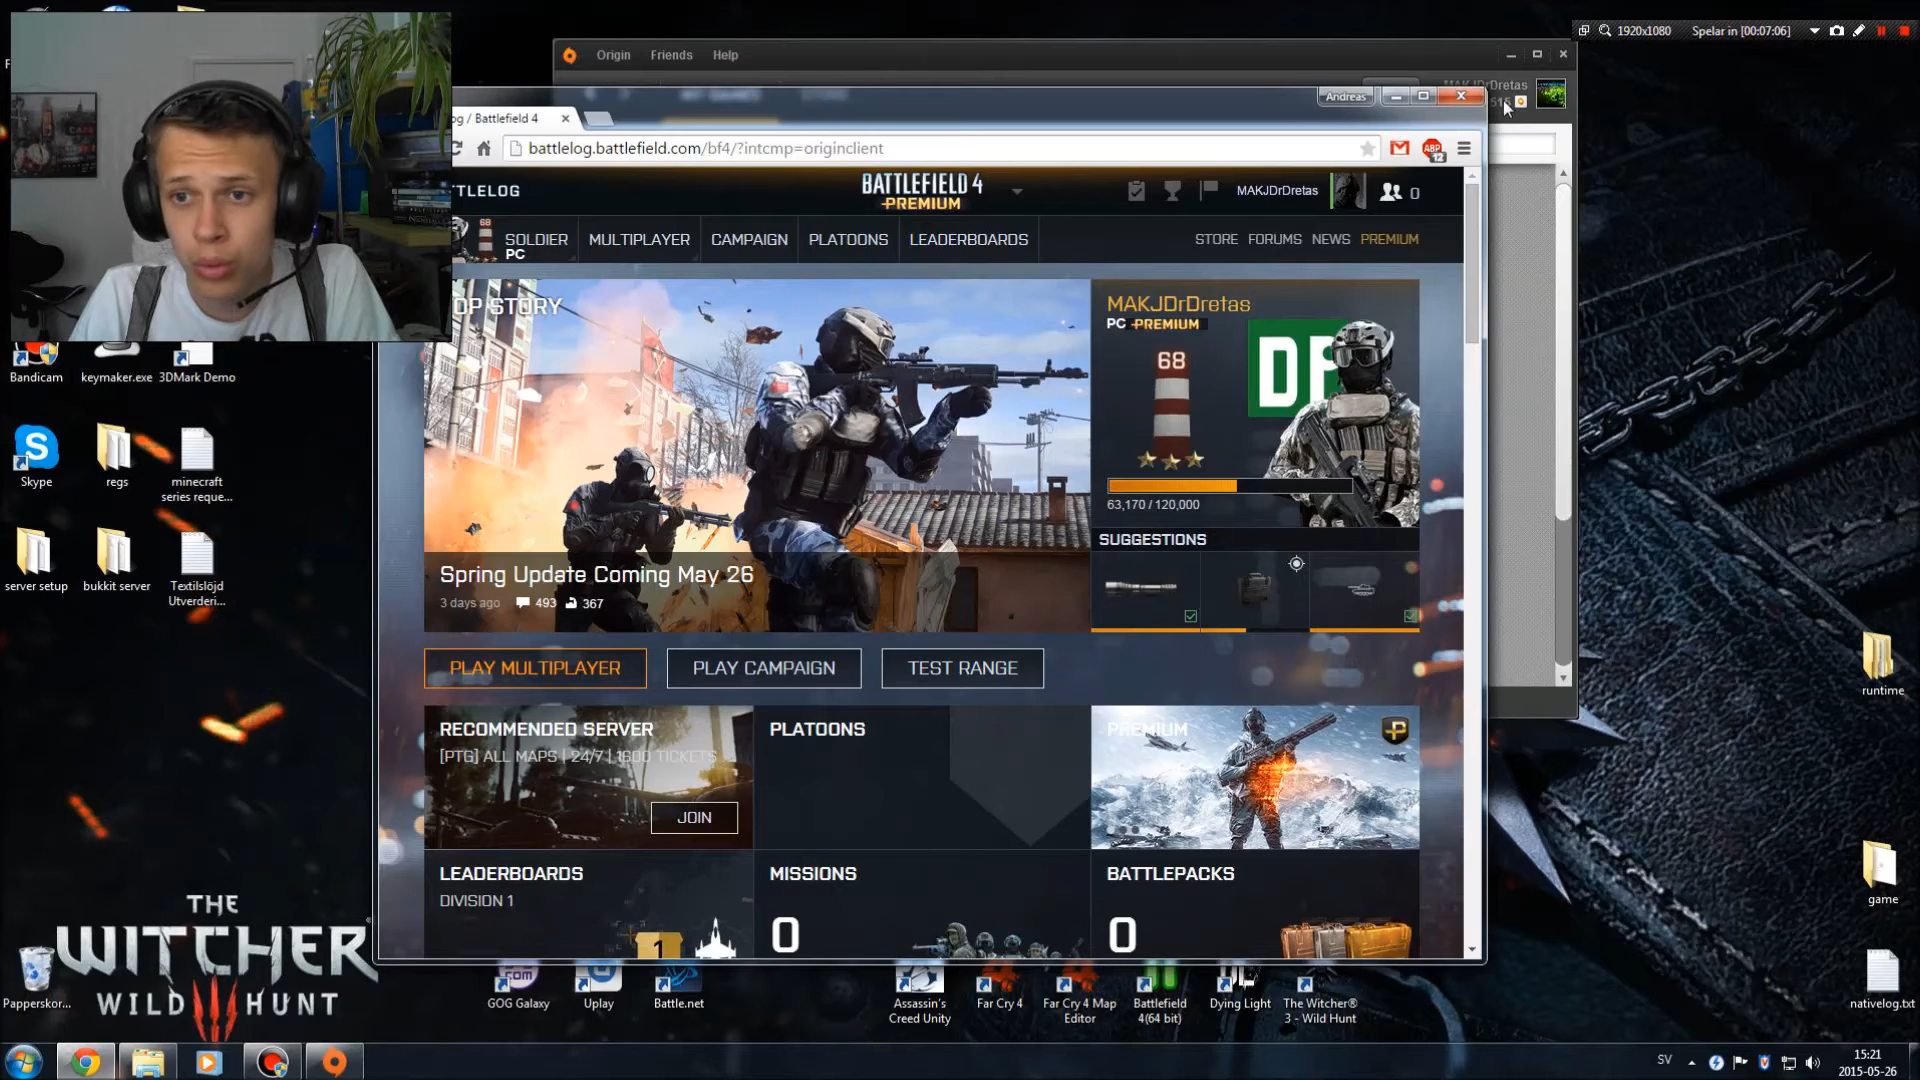 1920x1080
Spelar in [00:07:06]
Origin Friends Help
MAKJDrDretas
Andreas
og / Battlefield 4
battlelog.battlefield.com/bf4/?intcmp=originclient
ABP
12
TTLELOG
BATTLEFIELD 4
PREMIUM
MAKJDrDretas
0
68
SOLDIER
PC
MULTIPLAYER
CAMPAIGN
PLATOONS
LEADERBOARDS
STORE
FORUMS
NEWS
PREMIUM
OP STORY
MAKJDrDretas
PC PREMIUM
68
63,170 / 120,000
SUGGESTIONS
Spring Update Coming May 26
3 days ago 493 367
PLAY MULTIPLAYER
PLAY CAMPAIGN
TEST RANGE
RECOMMENDED SERVER
[PTG] ALL MAPS | 24/7 | 1600 TICKETS
JOIN
PLATOONS
PREMIUM
LEADERBOARDS
DIVISION 1
1
MISSIONS
0
BATTLEPACKS
0
Bandicam
keymaker.exe
3DMark Demo
Skype
regs
minecraft
series reque...
server setup
bukkit server
Textilslöjd
Utverderi...
runtime
game
nativelog.txt
THE
WITCHER
WILD HUNT
Papperskor...
GOG Galaxy
Uplay
Battle.net
Assassin's
Creed Unity
Far Cry 4
Far Cry 4 Map
Editor
Battlefield
4(64 bit)
Dying Light
The Witcher®
3 - Wild Hunt
SV
15:21
2015-05-26